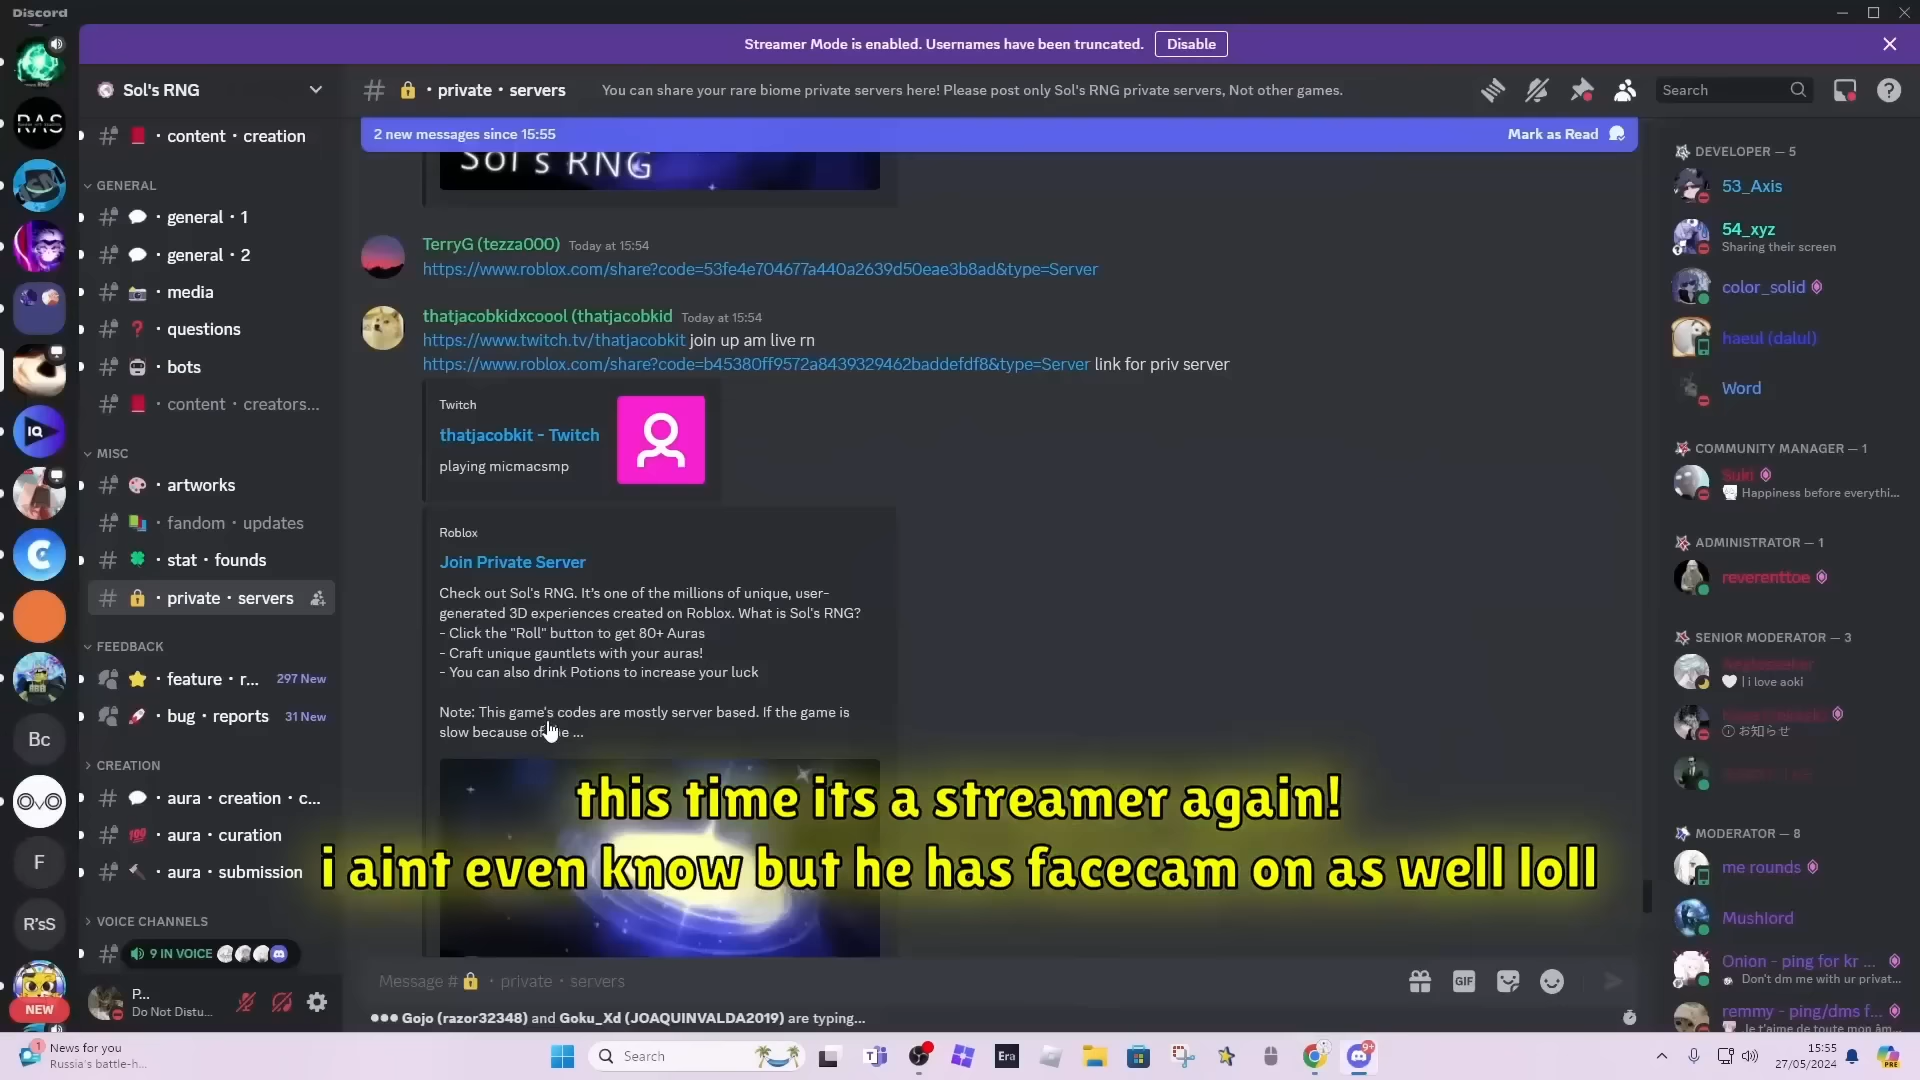 Discord
Streamer Mode is enabled. Usernames have been truncated.
Disable
Sol's RNG
private・servers
You can share your rare biome private servers here! Please post only Sol's RNG private servers, Not other games.
Search
2 new messages since 15:55
Mark as Read
RAS
IQ
Bc
OVO
F
R'sS
NEW
content・creation
GENERAL
general・1
general・2
media
questions
bots
content・creators...
MISC
artworks
fandom・updates
stat・founds
private・servers
FEEDBACK
feature・r...
297 New
bug・reports
31 New
CREATION
aura・creation・c...
aura・curation
aura・submission
VOICE CHANNELS
9 IN VOICE
P...
Do Not Distu...
Sol's RNG
TerryG (tezza000) Today at 15:54
https://www.roblox.com/share?code=53fe4e704677a440a2639d50eae3b8ad&type=Server
thatjacobkidxcoool (thatjacobkid Today at 15:54
https://www.twitch.tv/thatjacobkit join up am live rn
https://www.roblox.com/share?code=b45380ff9572a8439329462baddefdf8&type=Server link for priv server
Twitch
thatjacobkit - Twitch
playing micmacsmp
Roblox
Join Private Server
Check out Sol's RNG. It's one of the millions of unique, user-
generated 3D experiences created on Roblox. What is Sol's RNG?
- Click the "Roll" button to get 80+ Auras
- Craft unique gauntlets with your auras!
- You can also drink Potions to increase your luck
Note: This game's codes are mostly server based. If the game is
slow because of ...
this time its a streamer again!
i aint even know but he has facecam on as well loll
Message # private・servers
GIF
Gojo (razor32348) and Goku_Xd (JOAQUINVALDA2019) are typing...
DEVELOPER — 5
53_Axis
54_xyz
Sharing their screen
color_solid
haeul (dalul)
Word
COMMUNITY MANAGER — 1
Suki
Happiness before everythi...
ADMINISTRATOR — 1
reverenttoe
SENIOR MODERATOR — 3
| i love aoki
お知らせ
MODERATOR — 8
me rounds
Mushlord
Onion - ping for kr ...
Don't dm me with ur privat...
remmy - ping/dms f...
Je t'aime de toute mon âm...
News for you
Russia's battle-h...
Search
Era
9+
15:55
27/05/2024
PRE